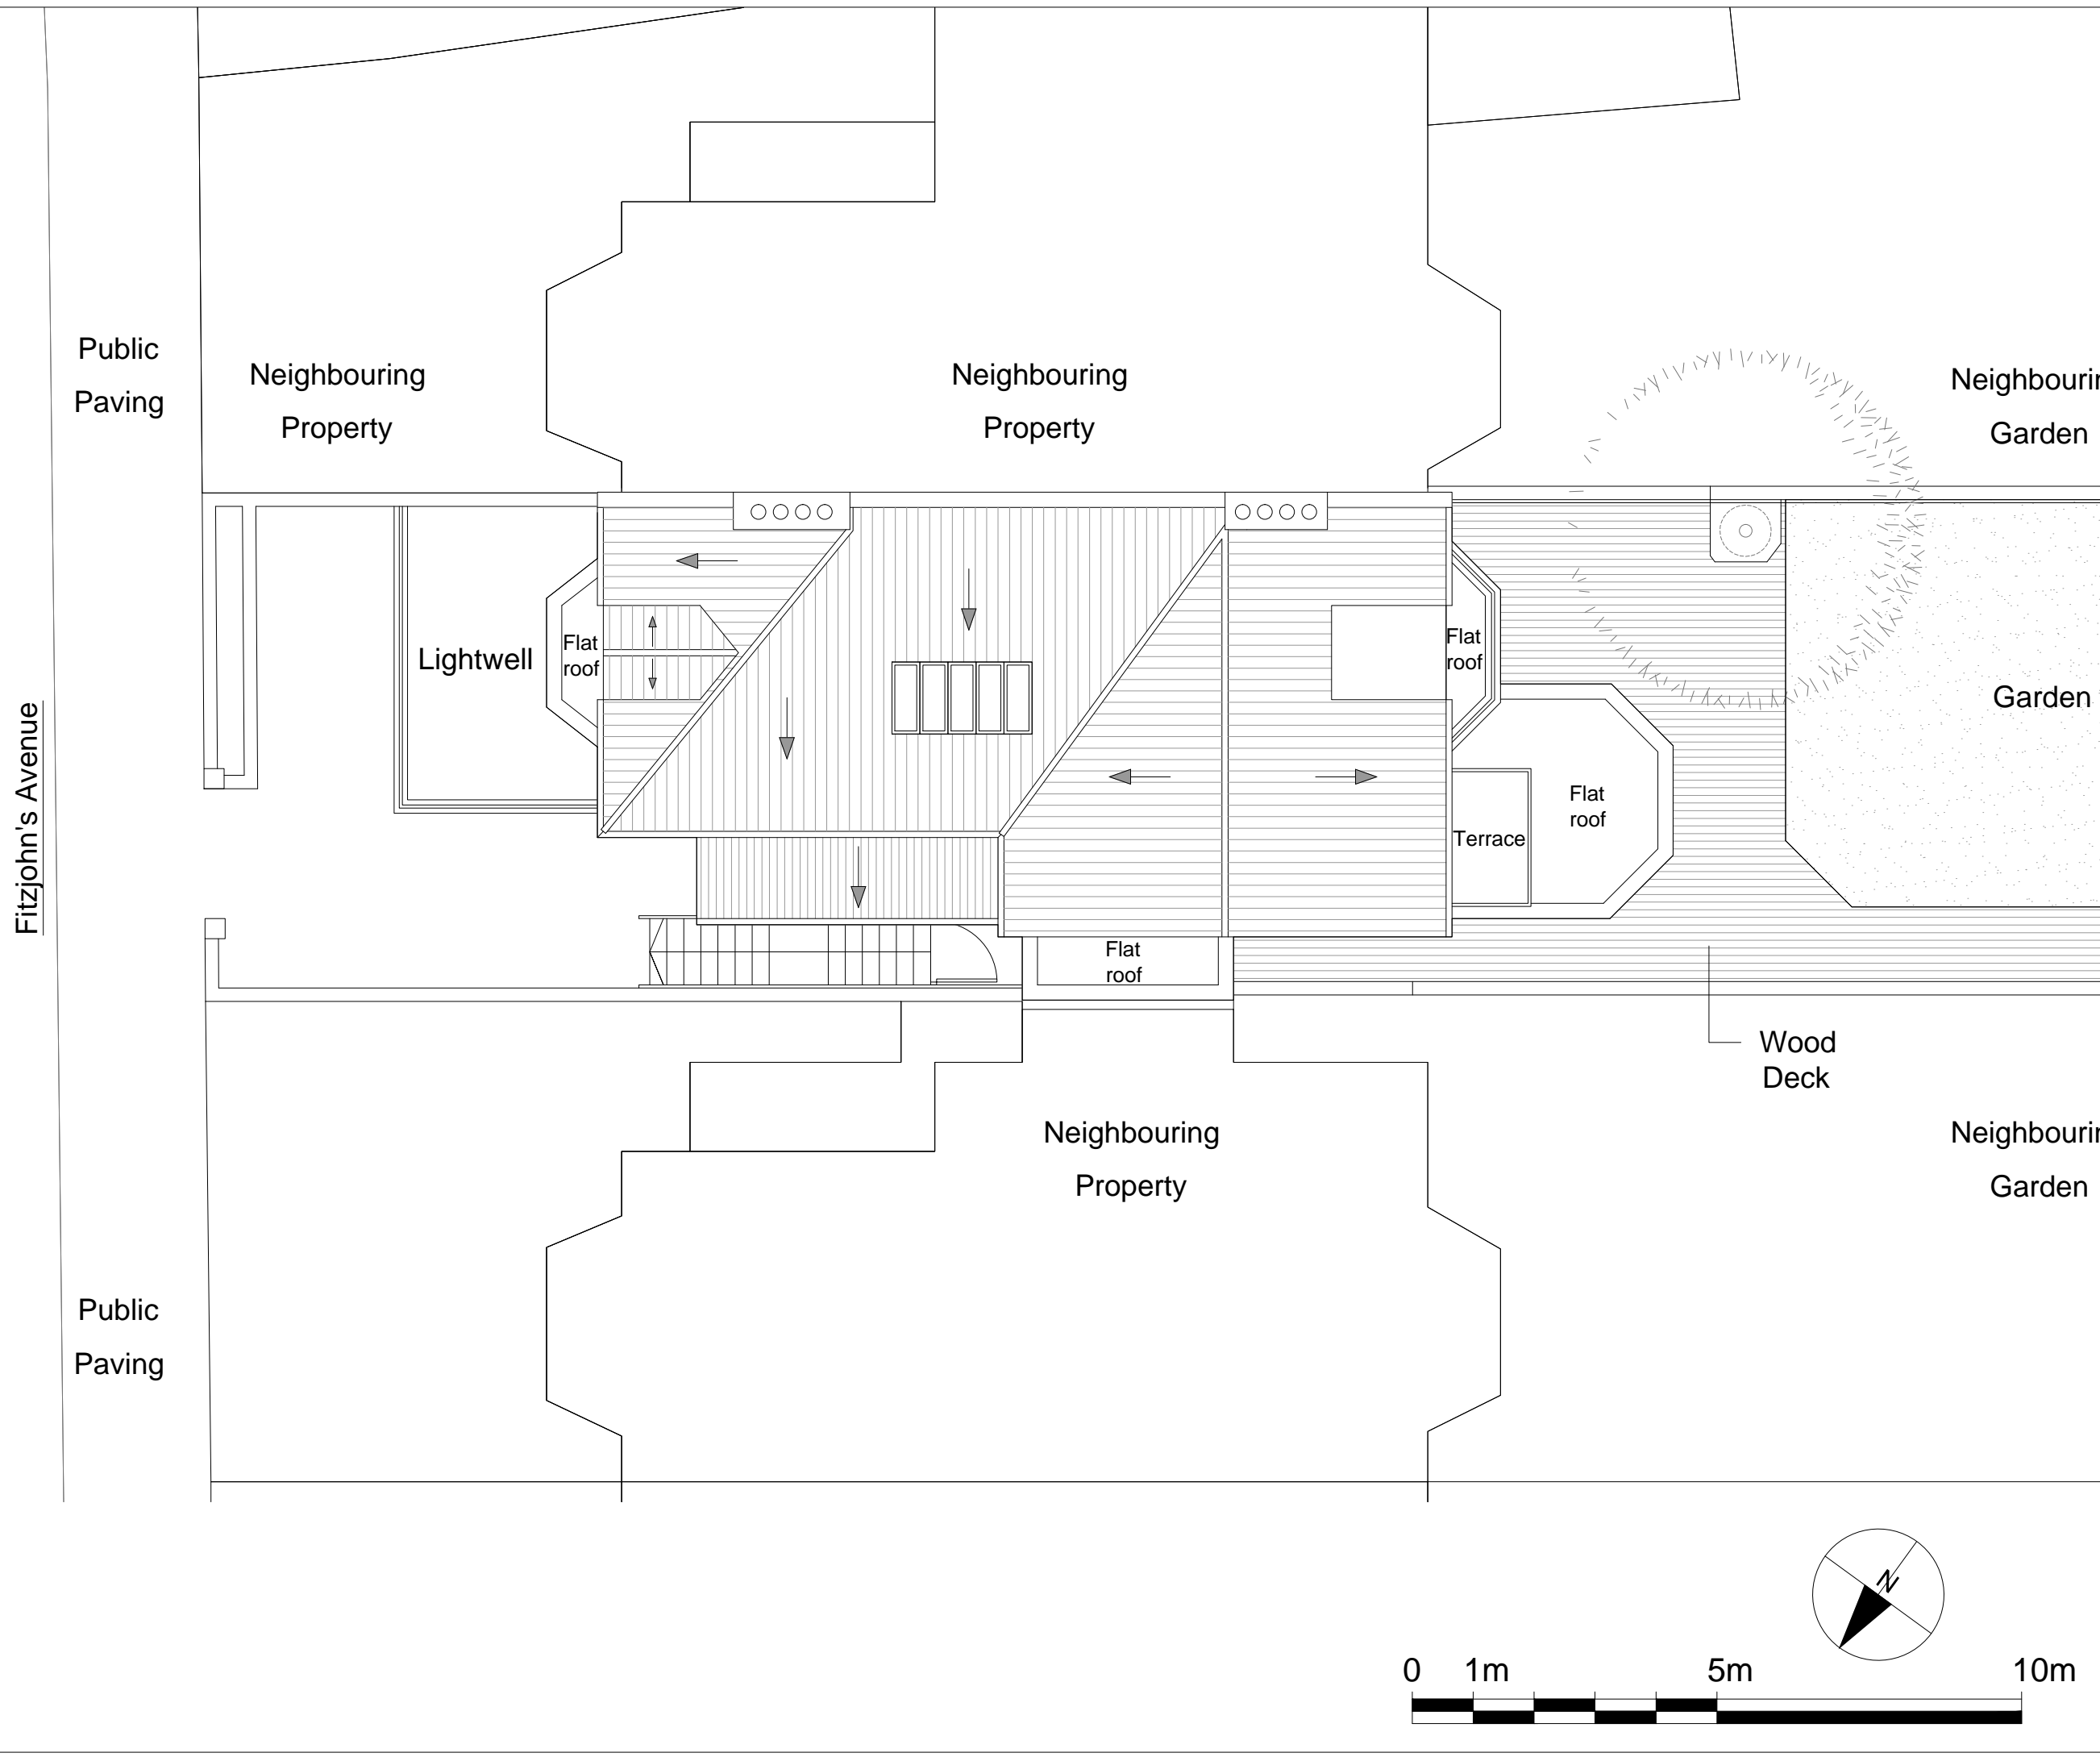 Public
Paving
Neighbouring
Property
Neighbouring
Property
Neighbourin
Garden
Lightwell
Flat
roof
Flat
roof
Garden
Fitzjohn's Avenue
Flat
roof
Terrace
Flat
roof
Wood
Deck
Neighbouring
Property
Neighbourin
Garden
Public
Paving
N
0 1m 5m 10m